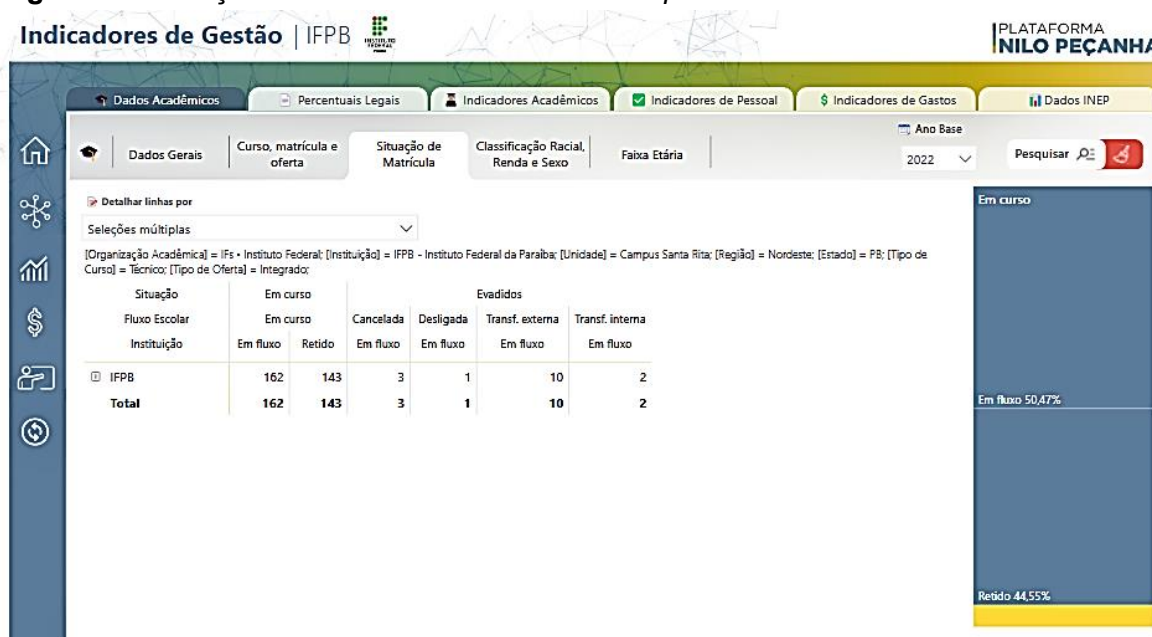 Indicadores de Gestão | IFPB
INSTITUTO
FEDERAL
PLATAFORMA
NILO PEÇANHA
Dados Acadêmicos
Percentuais Legais
Indicadores Acadêmicos
Indicadores de Pessoal
$ Indicadores de Gastos
Dados INEP
Dados Gerais
Curso, matrícula e
oferta
Situação de
Matrícula
Classificação Racial,
Renda e Sexo
Faixa Etária
Ano Base
2022
Pesquisar
Detalhar linhas por
Seleções múltiplas
[Organização Acadêmica] = IFs • Instituto Federal; [Instituição] = IFPB - Instituto Federal da Paraíba; [Unidade] = Campus Santa Rita; [Região] = Nordeste; [Estado] = PB; [Tipo de
Curso] = Técnico; [Tipo de Oferta] = Integrado;
Situação Em curso Evadidos
Fluxo Escolar Em curso Cancelada Desligada Transf. externa Transf. interna
Instituição Em fluxo Retido Em fluxo Em fluxo Em fluxo Em fluxo
IFPB 162 143 3 1 10 2
Total 162 143 3 1 10 2
Em curso
Em fluxo 50,47%
Retido 44,55%